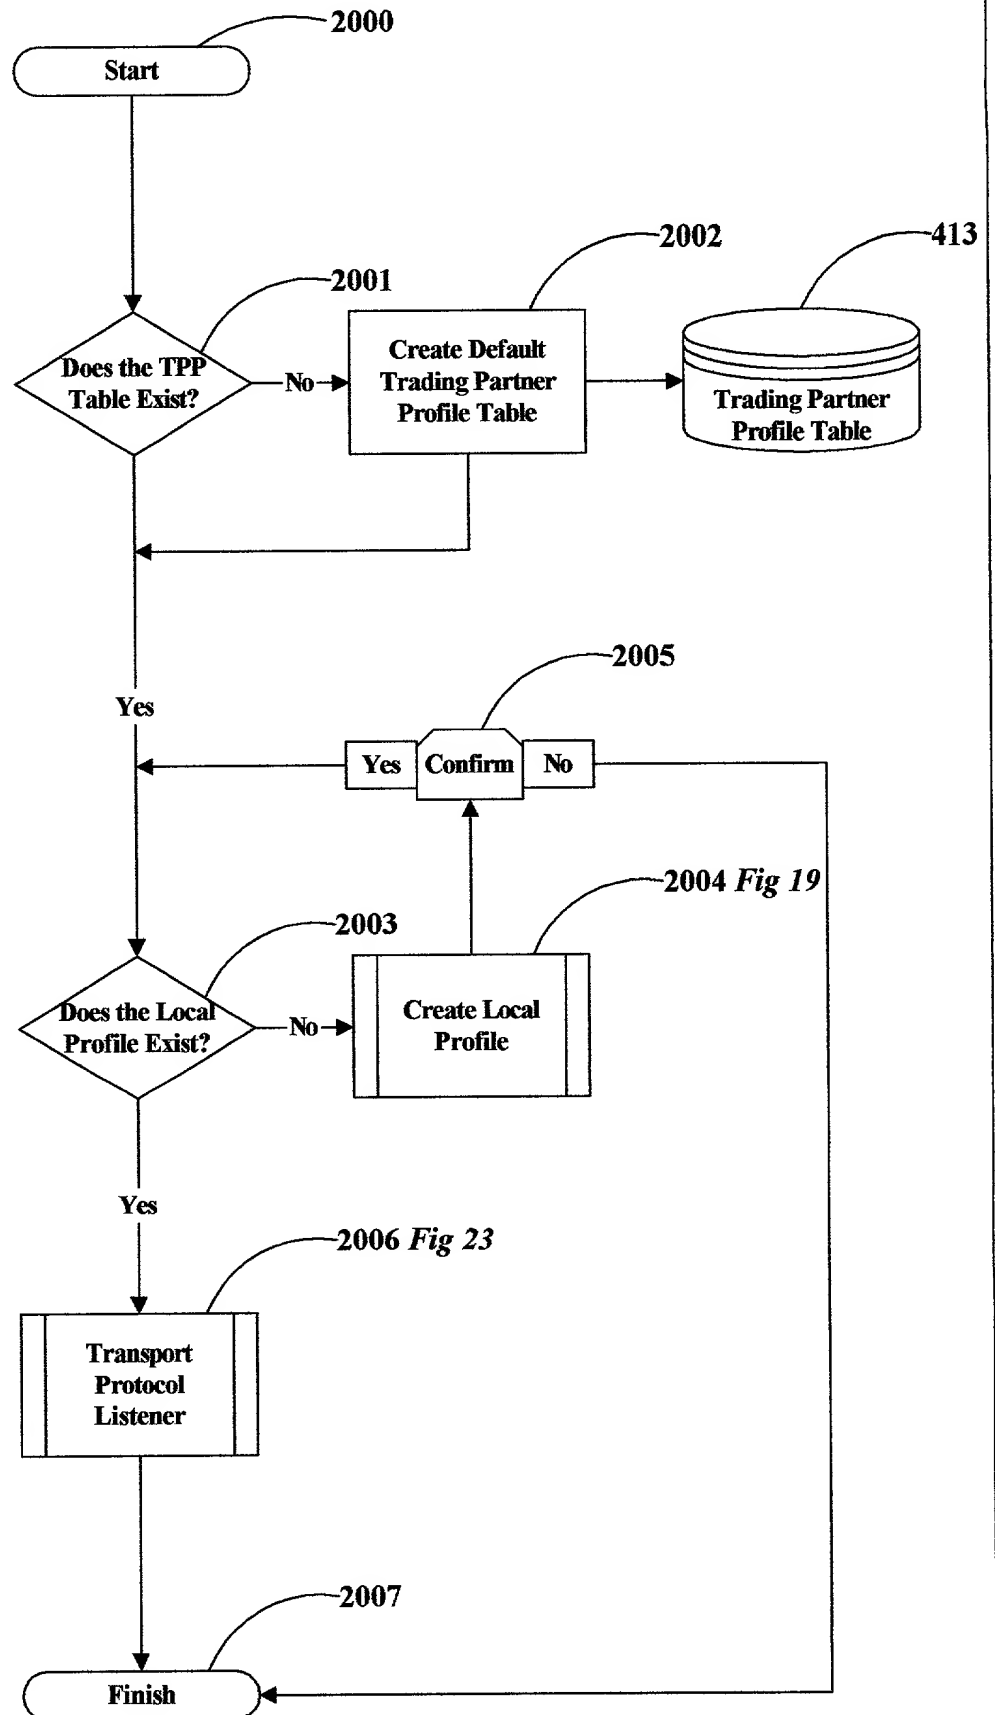 2000
Start
2002
413
2001
Does the TPP
Table Exist?
No
Create Default
Trading Partner
Profile Table
Trading Partner
Profile Table
2005
Yes
Yes
Confirm
No
2004 Fig 19
2003
Does the Local
Profile Exist?
No
Create Local
Profile
Yes
2006 Fig 23
Transport
Protocol
Listener
2007
Finish